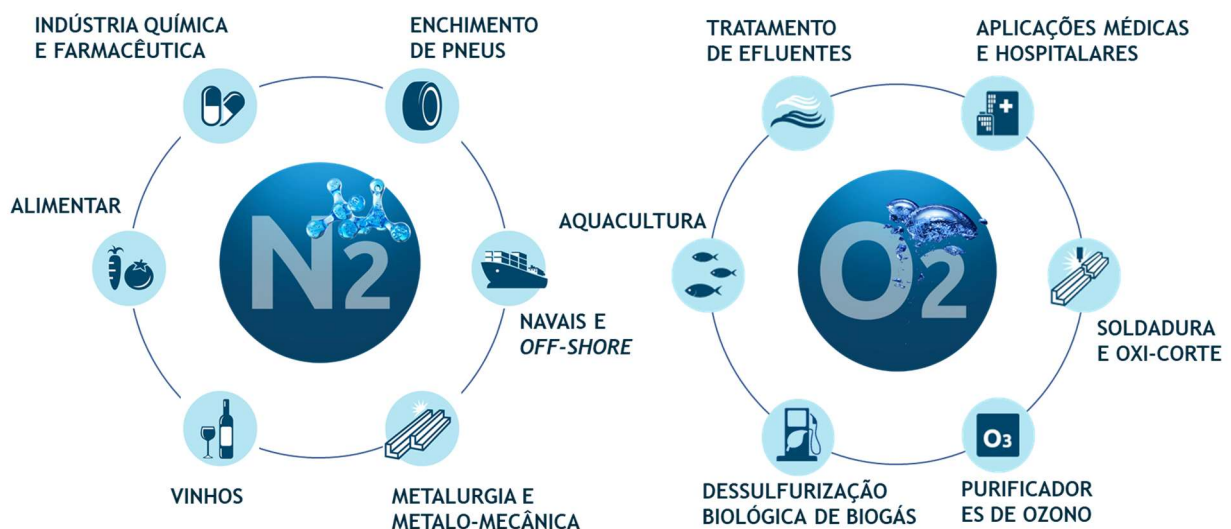 INDÚSTRIA QUÍMICA
E FARMACÊUTICA
ENCHIMENTO
DE PNEUS
ALIMENTAR
N2
NAVAIS E
OFF-SHORE
VINHOS
METALURGIA E
METALO-MECÂNICA
TRATAMENTO
DE EFLUENTES
APLICAÇÕES MÉDICAS
E HOSPITALARES
AQUACULTURA
O2
SOLDADURA
E OXI-CORTE
O3
DESSULFURIZAÇÃO
BIOLÓGICA DE BIOGÁS
PURIFICADOR
ES DE OZONO